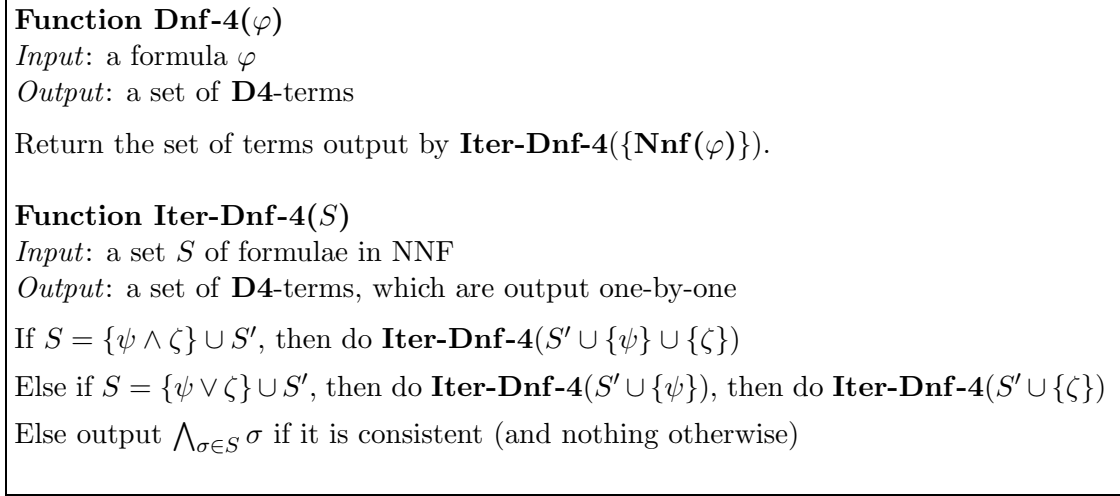 Function Dnf-4(φ)
Input: a formula φ
Output: a set of D4-terms
Return the set of terms output by Iter-Dnf-4({Nnf(φ)}).
Function Iter-Dnf-4(S)
Input: a set S of formulae in NNF
Output: a set of D4-terms, which are output one-by-one
If S = {ψ ∧ ζ} ∪ S′, then do Iter-Dnf-4(S′ ∪ {ψ} ∪ {ζ})
Else if S = {ψ ∨ ζ} ∪ S′, then do Iter-Dnf-4(S′ ∪ {ψ}), then do Iter-Dnf-4(S′ ∪ {ζ})
Else output ⋀σ∈S σ if it is consistent (and nothing otherwise)